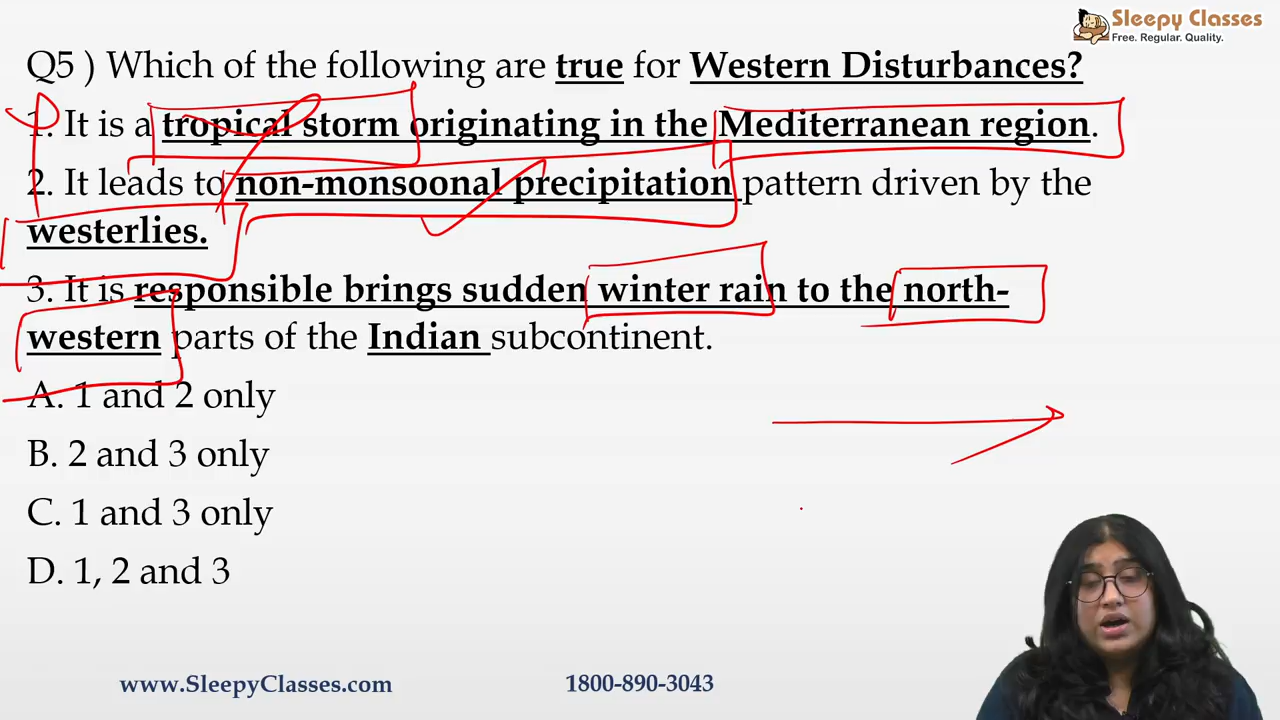 Sleepy Classes
Free. Regular. Quality.
Q5 ) Which of the following are true for Western Disturbances?
1. It is a tropical storm originating in the Mediterranean region.
2. It leads to non-monsoonal precipitation pattern driven by the
westerlies.
3. It is responsible brings sudden winter rain to the north-
western parts of the Indian subcontinent.
A. 1 and 2 only
B. 2 and 3 only
C. 1 and 3 only
D. 1, 2 and 3
www.SleepyClasses.com 1800-890-3043